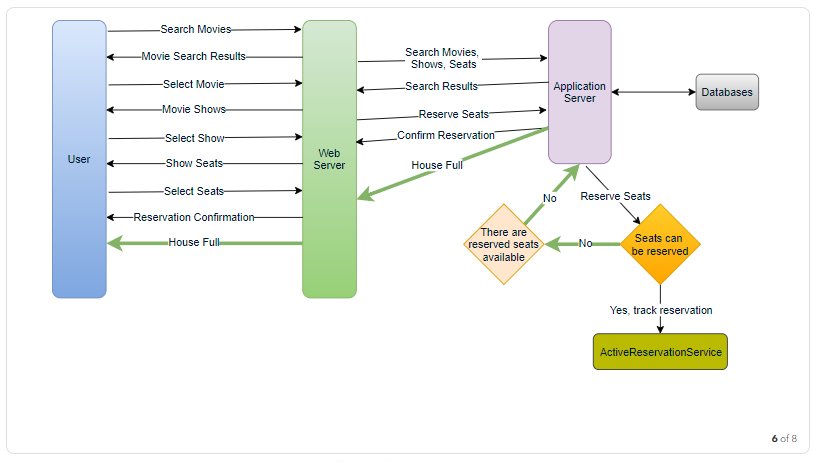 Search Movies
Movie Search Results
Select Movie
Movie Shows
Select Show
Show Seats
Select Seats
Reservation Confirmation
House Full
User
Web
Server
Search Movies,
Shows, Seats
Search Results
Reserve Seats
Confirm Reservation
House Full
Application
Server
Databases
No
Reserve Seats
There are
reserved seats
available
No
Seats can
be reserved
Yes, track reservation
ActiveReservationService
6 of 8